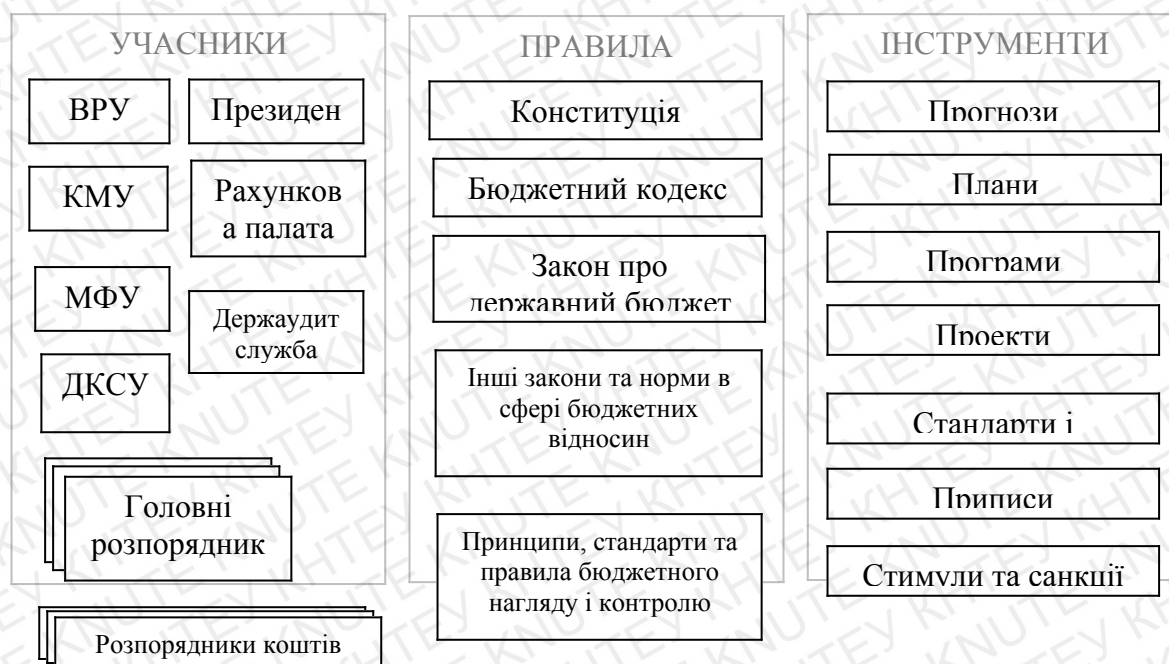 УЧАСНИКИ
ВРУ
Президен
КМУ
Рахунков
а палата
МФУ
Держаудит
служба
ДКСУ
Головні
розпорядник
Розпорядники коштів
ПРАВИЛА
Конституція
Бюджетний кодекс
Закон про
державний бюджет
Інші закони та норми в
сфері бюджетних
відносин
Принципи, стандарти та
правила бюджетного
нагляду і контролю
ІНСТРУМЕНТИ
Прогнози
Плани
Програми
Проекти
Стандарти і
Приписи
Стимули та санкції